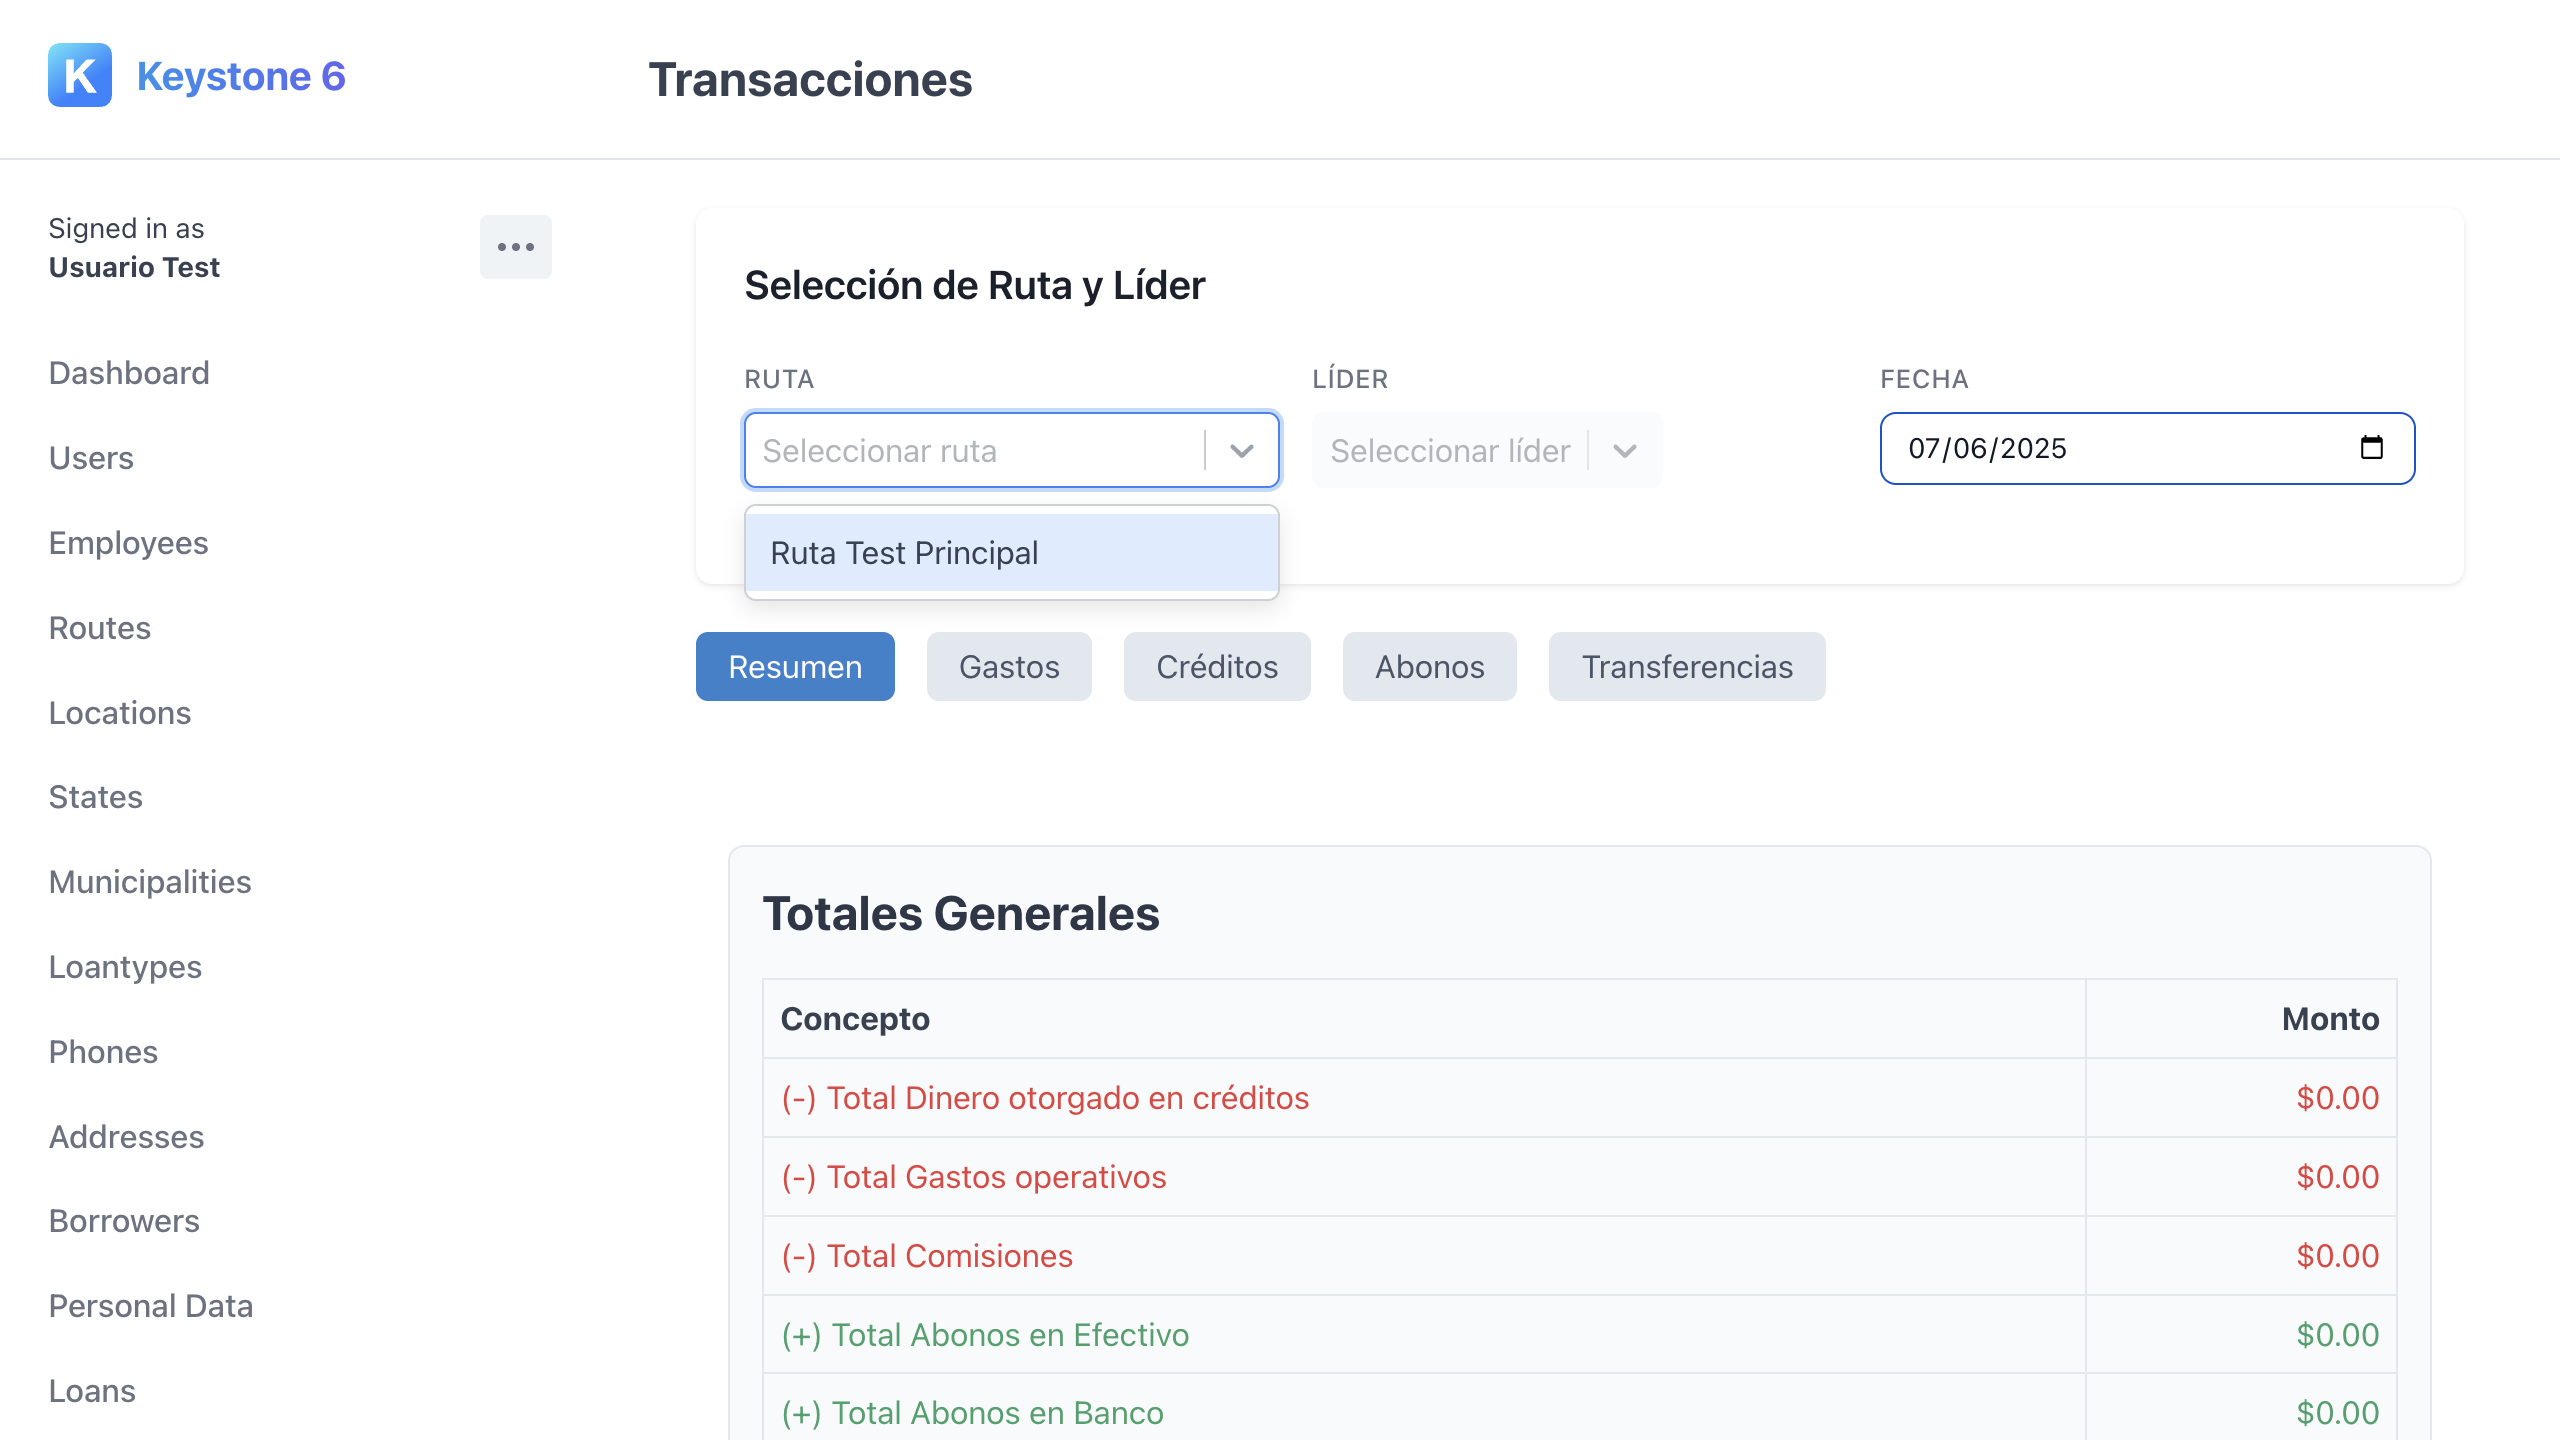 K Keystone 6
Transacciones
Signed in as
Usuario Test
Dashboard
Users
Employees
Routes
Locations
States
Municipalities
Loantypes
Phones
Addresses
Borrowers
Personal Data
Loans
Selección de Ruta y Líder
RUTA
Seleccionar ruta
Ruta Test Principal
LÍDER
Seleccionar líder
FECHA
07/06/2025
Resumen Gastos Créditos Abonos Transferencias
Totales Generales
Concepto Monto
(-) Total Dinero otorgado en créditos $0.00
(-) Total Gastos operativos $0.00
(-) Total Comisiones $0.00
(+) Total Abonos en Efectivo $0.00
(+) Total Abonos en Banco $0.00